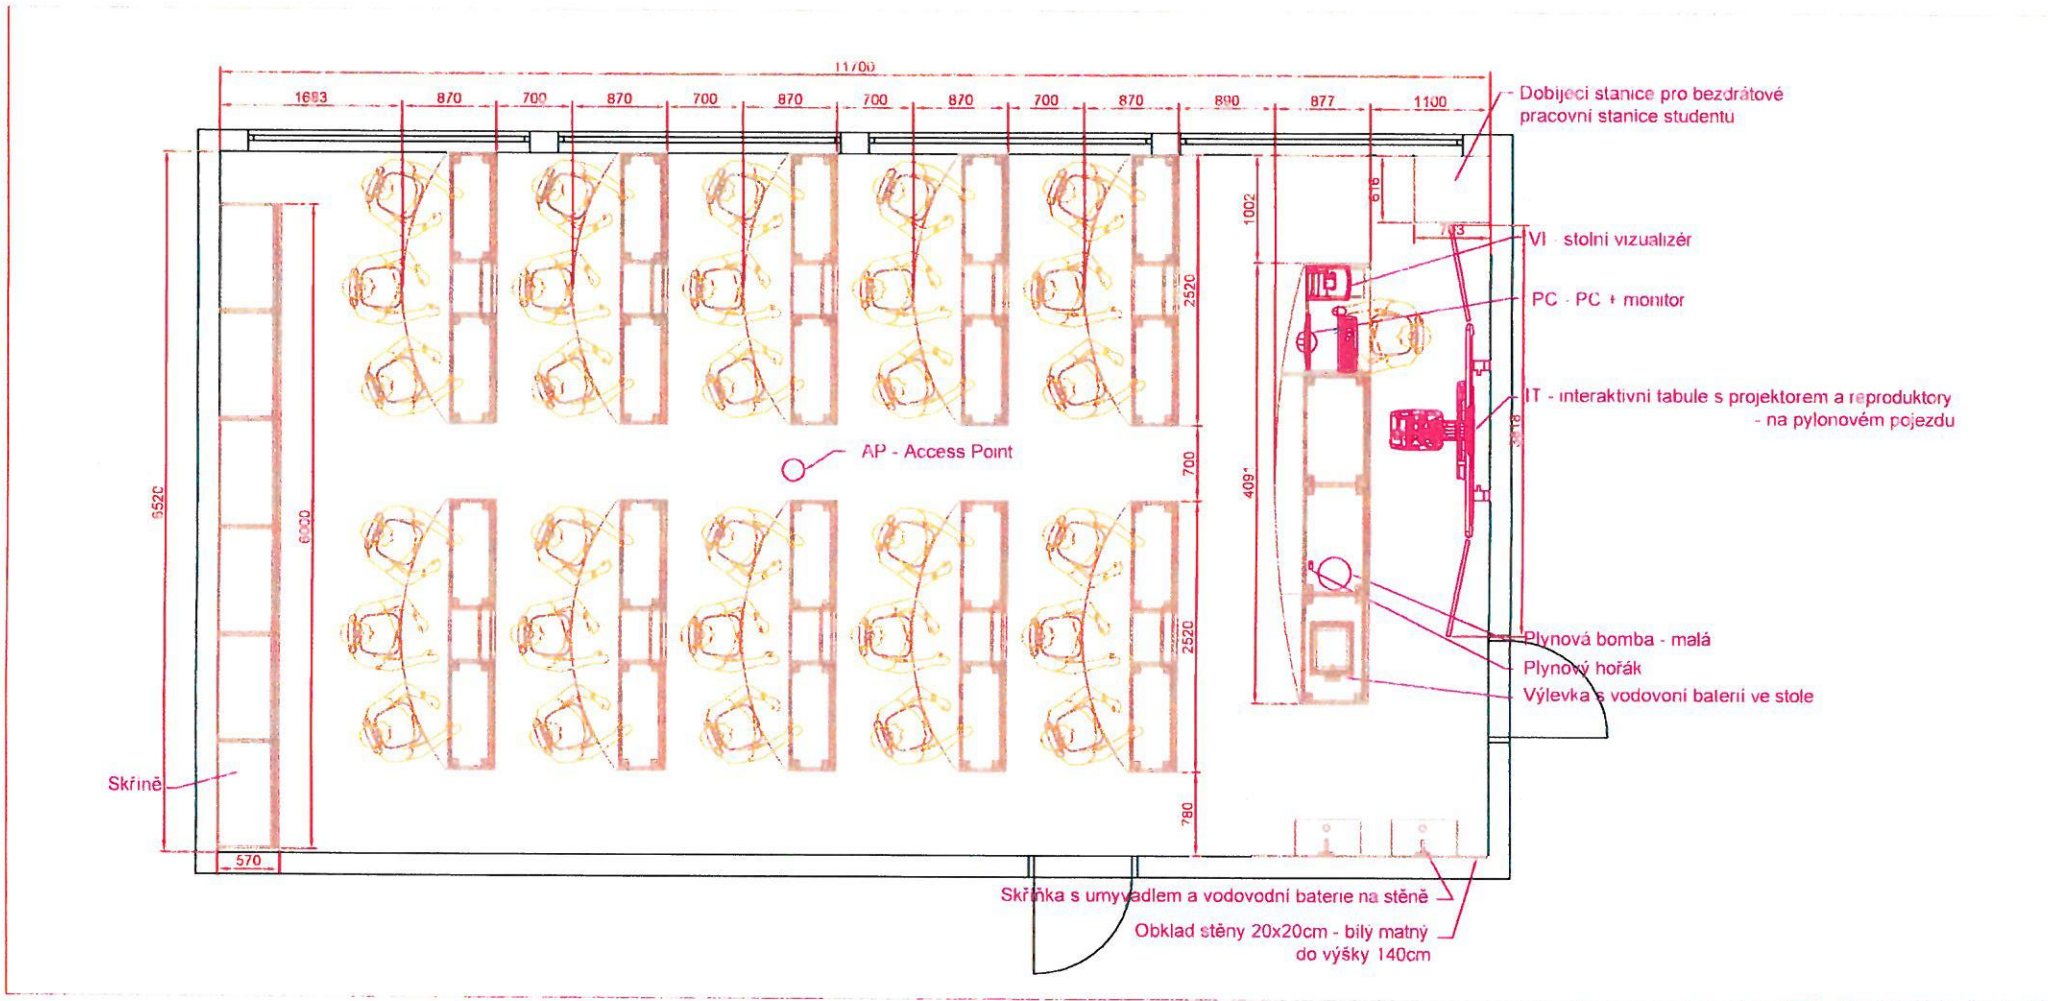 11700
1683 870 700 870 700 870 700 870 700 870 890 877 1100
Dobíjecí stanice pro bezdrátové
pracovní stanice studentu
1002
616
763
VI - stolní vizualizér
2520
PC - PC + monitor
IT - interaktivní tabule s projektorem a reproduktory
- na pylonovém pojezdu
AP - Access Point
700
4091
6520
6000
2520
Plynová bomba - malá
Plynový hořák
Výlevka s vodovoní baterií ve stole
Skříně
780
570
Skříňka s umyvadlem a vodovodní baterie na stěně
Obklad stěny 20x20cm - bílý matný
do výšky 140cm